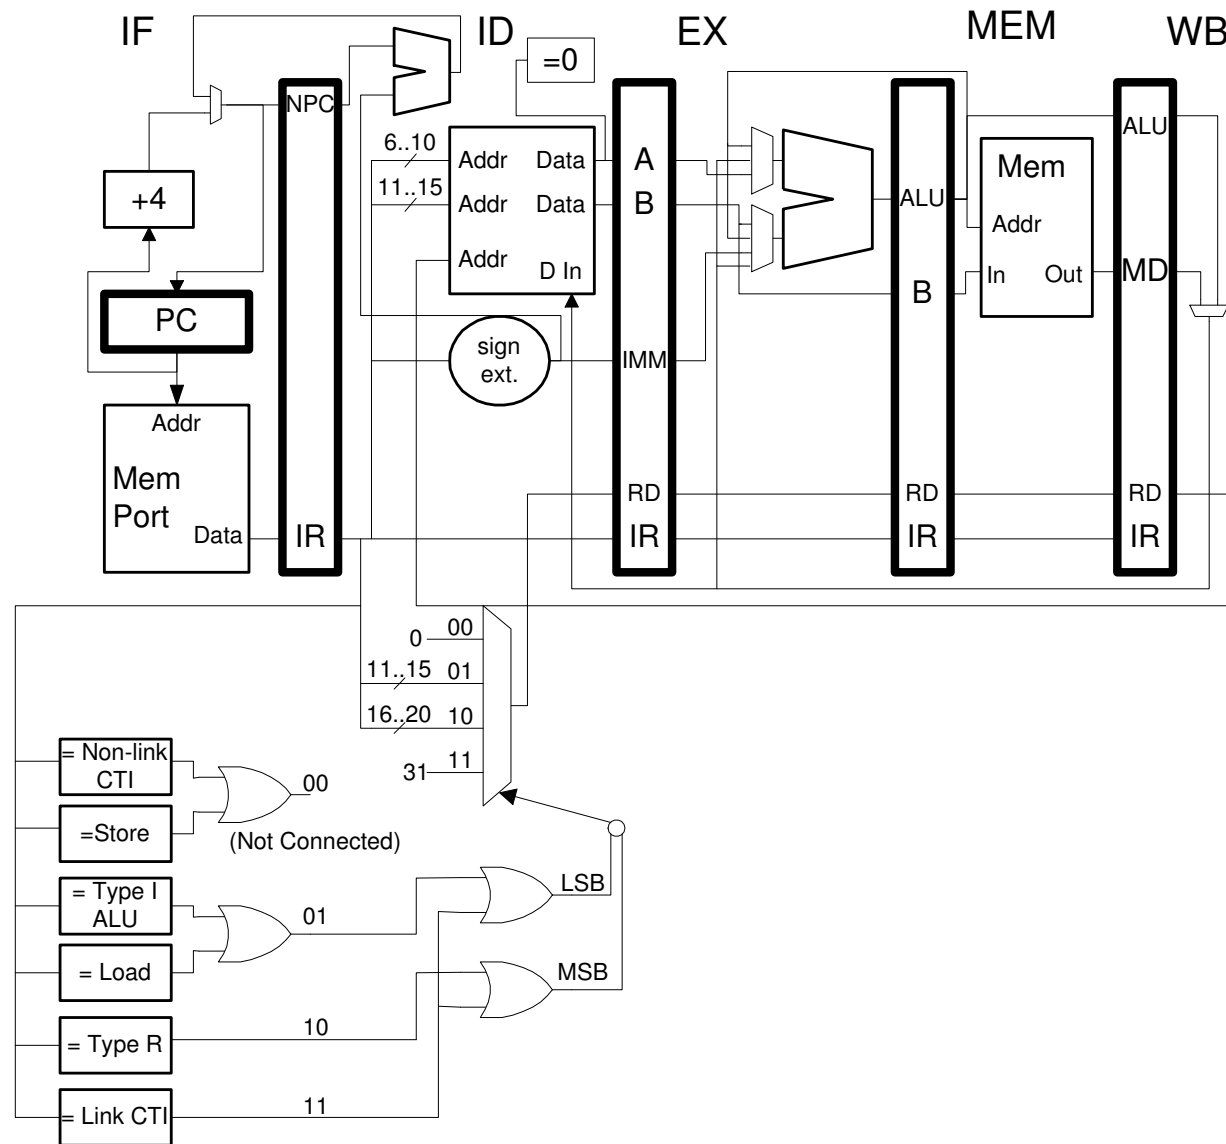 IF
ID
EX
MEM
WB
=0
NPC
6..10
Addr
Data
A
ALU
Mem
11..15
Addr
Data
B
ALU
+4
Addr
Addr
D In
B
In
Out
MD
PC
sign
ext.
IMM
Addr
Mem
Port
Data
RD
RD
RD
IR
IR
IR
IR
0
00
11..15
01
16..20
10
31
11
= Non-link
CTI
00
=Store
(Not Connected)
= Type I
ALU
01
LSB
= Load
MSB
= Type R
10
= Link CTI
11